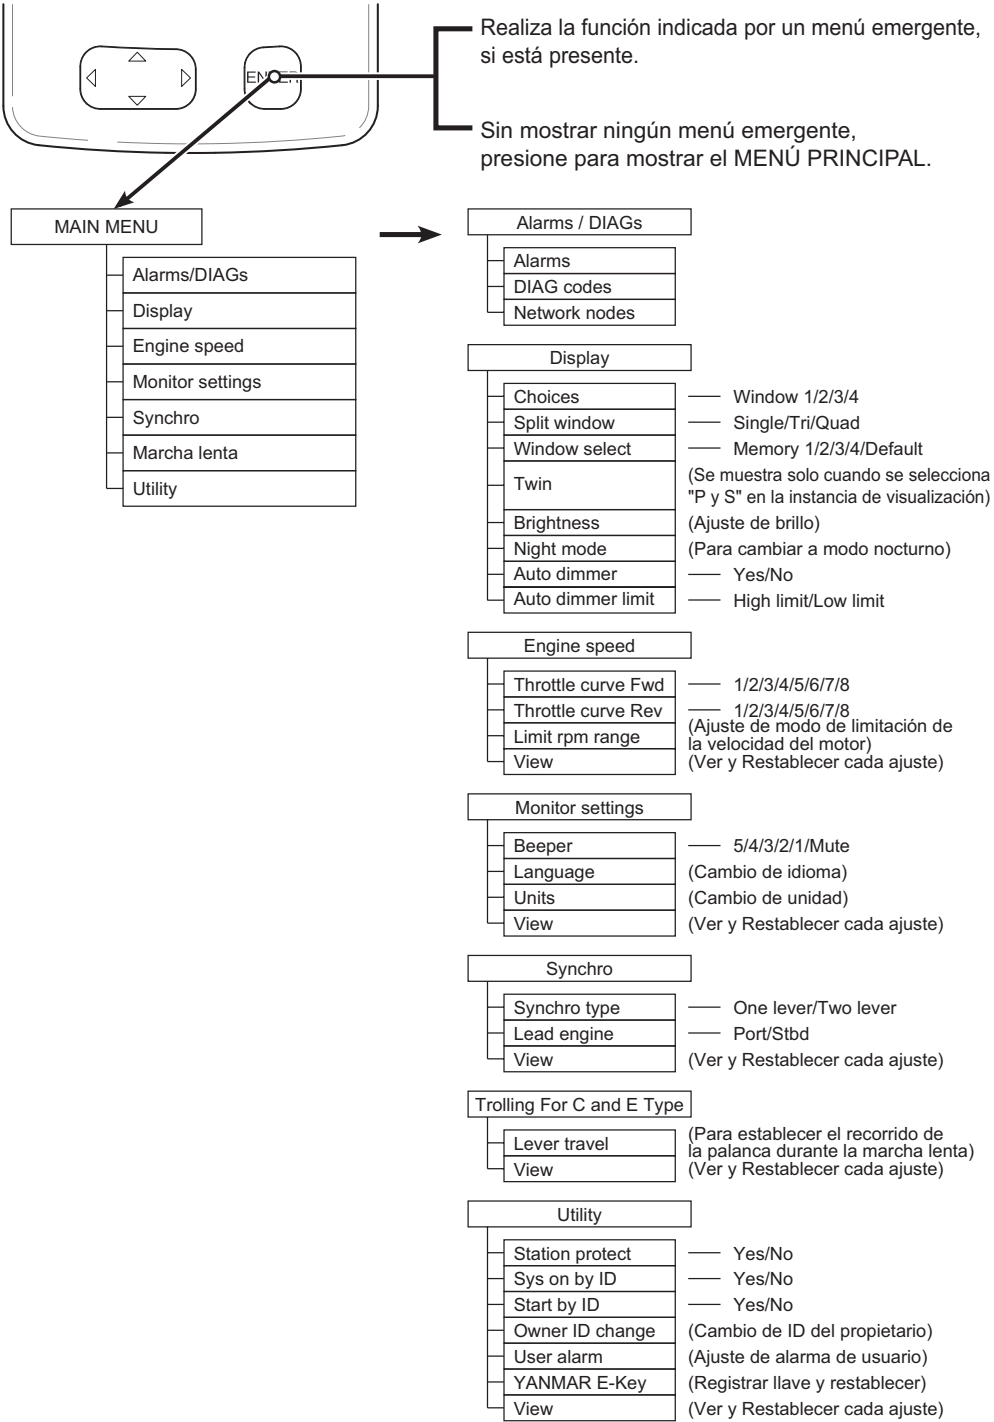 Realiza la función indicada por un menú emergente,
si está presente.
ENTER
Sin mostrar ningún menú emergente,
presione para mostrar el MENÚ PRINCIPAL.
MAIN MENU
Alarms/DIAGs
Display
Engine speed
Monitor settings
Synchro
Marcha lenta
Utility
Alarms / DIAGs
Alarms
DIAG codes
Network nodes
Display
Choices Window 1/2/3/4
Split window Single/Tri/Quad
Window select Memory 1/2/3/4/Default
Twin (Se muestra solo cuando se selecciona
"P y S" en la instancia de visualización)
Brightness (Ajuste de brillo)
Night mode (Para cambiar a modo nocturno)
Auto dimmer Yes/No
Auto dimmer limit High limit/Low limit
Engine speed
Throttle curve Fwd 1/2/3/4/5/6/7/8
Throttle curve Rev 1/2/3/4/5/6/7/8
Limit rpm range (Ajuste de modo de limitación de
la velocidad del motor)
View (Ver y Restablecer cada ajuste)
Monitor settings
Beeper 5/4/3/2/1/Mute
Language (Cambio de idioma)
Units (Cambio de unidad)
View (Ver y Restablecer cada ajuste)
Synchro
Synchro type One lever/Two lever
Lead engine Port/Stbd
View (Ver y Restablecer cada ajuste)
Trolling For C and E Type
Lever travel (Para establecer el recorrido de
la palanca durante la marcha lenta)
View (Ver y Restablecer cada ajuste)
Utility
Station protect Yes/No
Sys on by ID Yes/No
Start by ID Yes/No
Owner ID change (Cambio de ID del propietario)
User alarm (Ajuste de alarma de usuario)
YANMAR E-Key (Registrar llave y restablecer)
View (Ver y Restablecer cada ajuste)